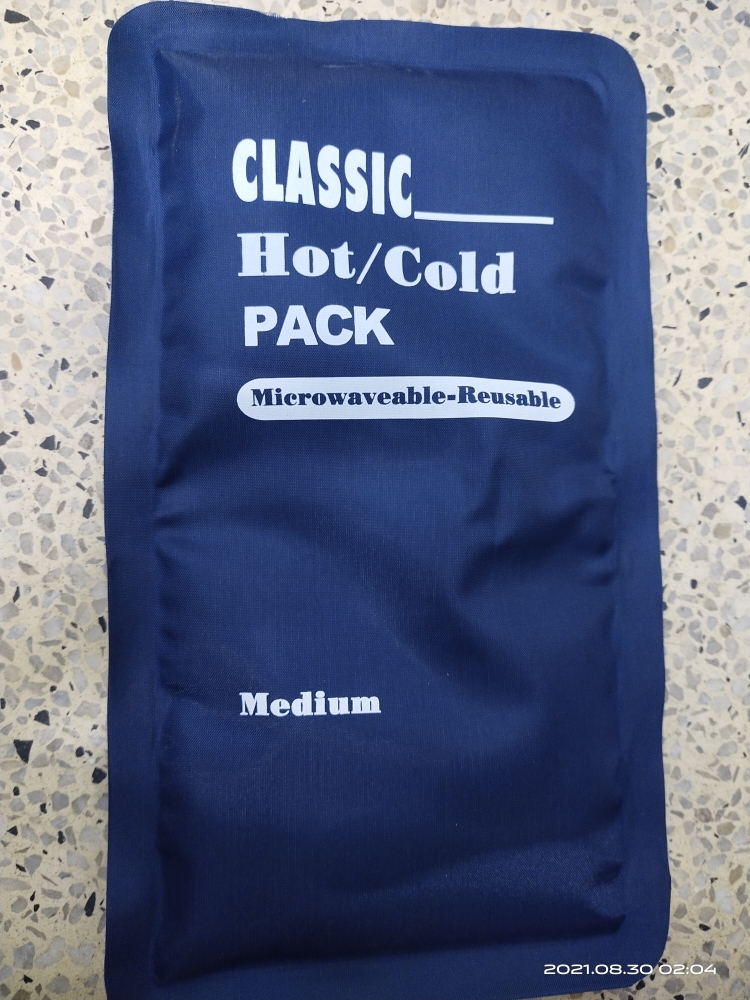 CLASSIC
Hot/Cold
PACK
Microwaveable-Reusable
Medium
2021.08.30 02:04